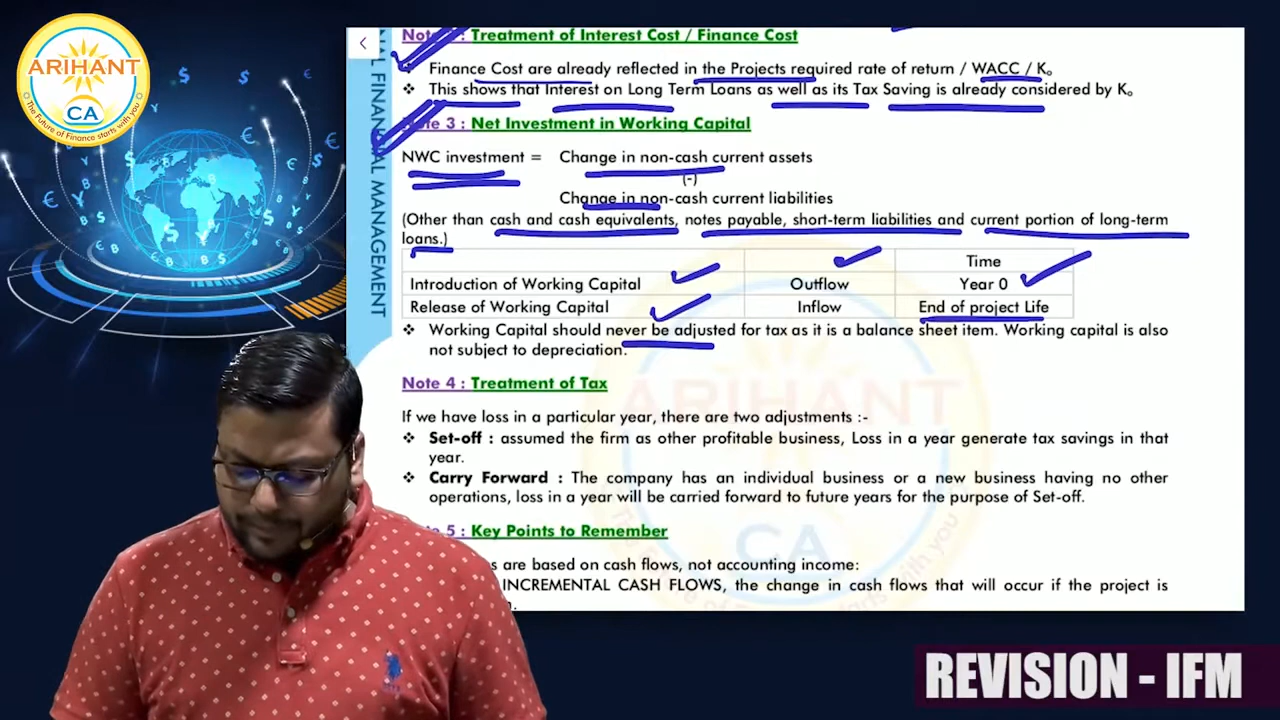 ARIHANT
CA
The Future of Finance starts with you
FINANCIAL MANAGEMENT
: Treatment of Interest Cost / Finance Cost
Finance Cost are already reflected in the Projects required rate of return / WACC / Kₒ
❖ This shows that Interest on Long Term Loans as well as its Tax Saving is already considered by Kₒ
3 : Net Investment in Working Capital
NWC investment = Change in non-cash current assets
(-)
Change in non-cash current liabilities
(Other than cash and cash equivalents, notes payable, short-term liabilities and current portion of long-term
loans.)
Time
Introduction of Working Capital Outflow Year 0
Release of Working Capital Inflow End of project Life
❖ Working Capital should never be adjusted for tax as it is a balance sheet item. Working capital is also
not subject to depreciation.
Note 4 : Treatment of Tax
If we have loss in a particular year, there are two adjustments :-
❖ Set-off : assumed the firm as other profitable business, Loss in a year generate tax savings in that
year.
❖ Carry Forward : The company has an individual business or a new business having no other
operations, loss in a year will be carried forward to future years for the purpose of Set-off.
5 : Key Points to Remember
are based on cash flows, not accounting income:
INCREMENTAL CASH FLOWS, the change in cash flows that will occur if the project is
REVISION - IFM